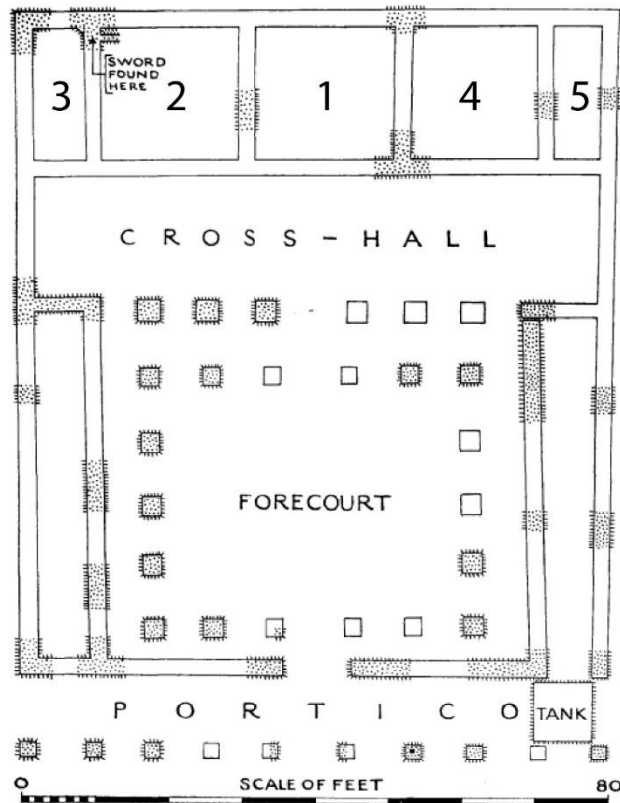 SWORD
FOUND
HERE
3 2 1 4 5
CROSS-HALL
FORECOURT
PORTICO
TANK
0 SCALE OF FEET 80